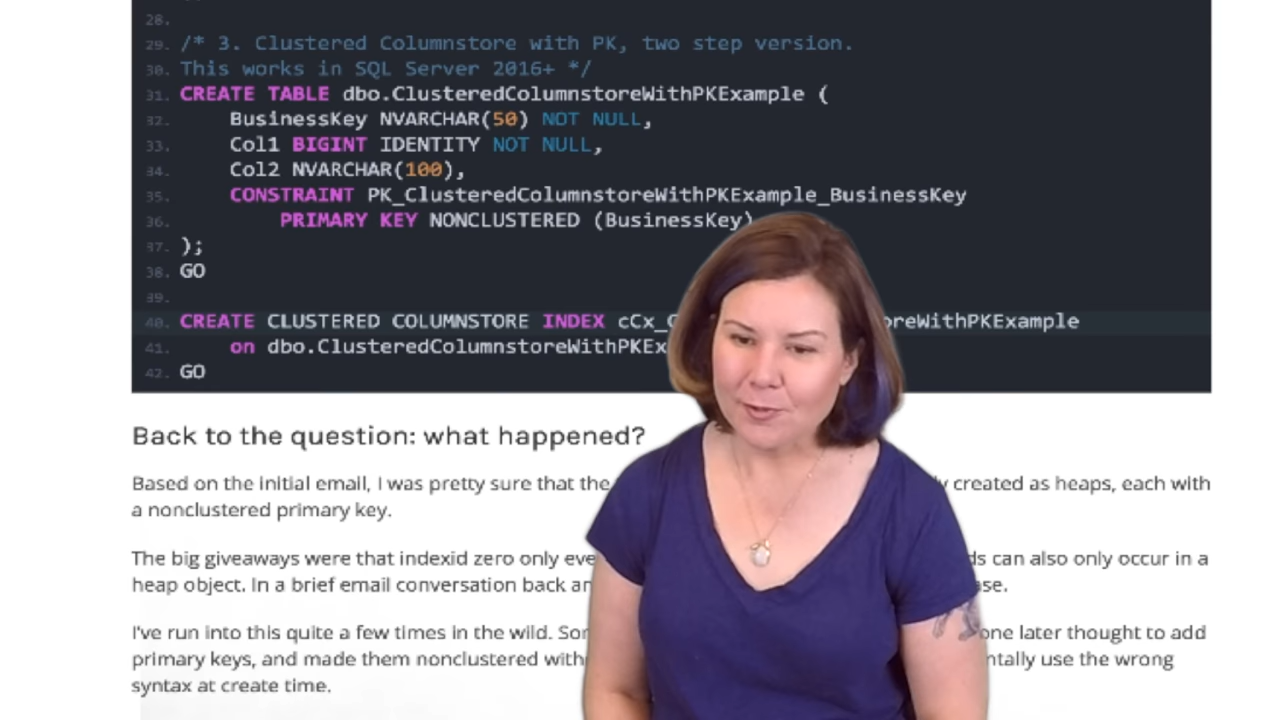 28.
29. /* 3. Clustered Columnstore with PK, two step version.
30. This works in SQL Server 2016+ */
31. CREATE TABLE dbo.ClusteredColumnstoreWithPKExample (
32. BusinessKey NVARCHAR(50) NOT NULL,
33. Col1 BIGINT IDENTITY NOT NULL,
34. Col2 NVARCHAR(100),
35. CONSTRAINT PK_ClusteredColumnstoreWithPKExample_BusinessKey
36. PRIMARY KEY NONCLUSTERED (BusinessKey)
37. );
38. GO
39.
40. CREATE CLUSTERED COLUMNSTORE INDEX cCx_ oreWithPKExample
41. on dbo.ClusteredColumnstoreWithPKEx
42. GO
Back to the question: what happened?
Based on the initial email, I was pretty sure that the created as heaps, each with
a nonclustered primary key.
The big giveaways were that indexid zero only eve ds can also only occur in a
heap object. In a brief email conversation back an
I've run into this quite a few times in the wild. one later thought to add
primary keys, and made them nonclustered with ntally use the wrong
syntax at create time.